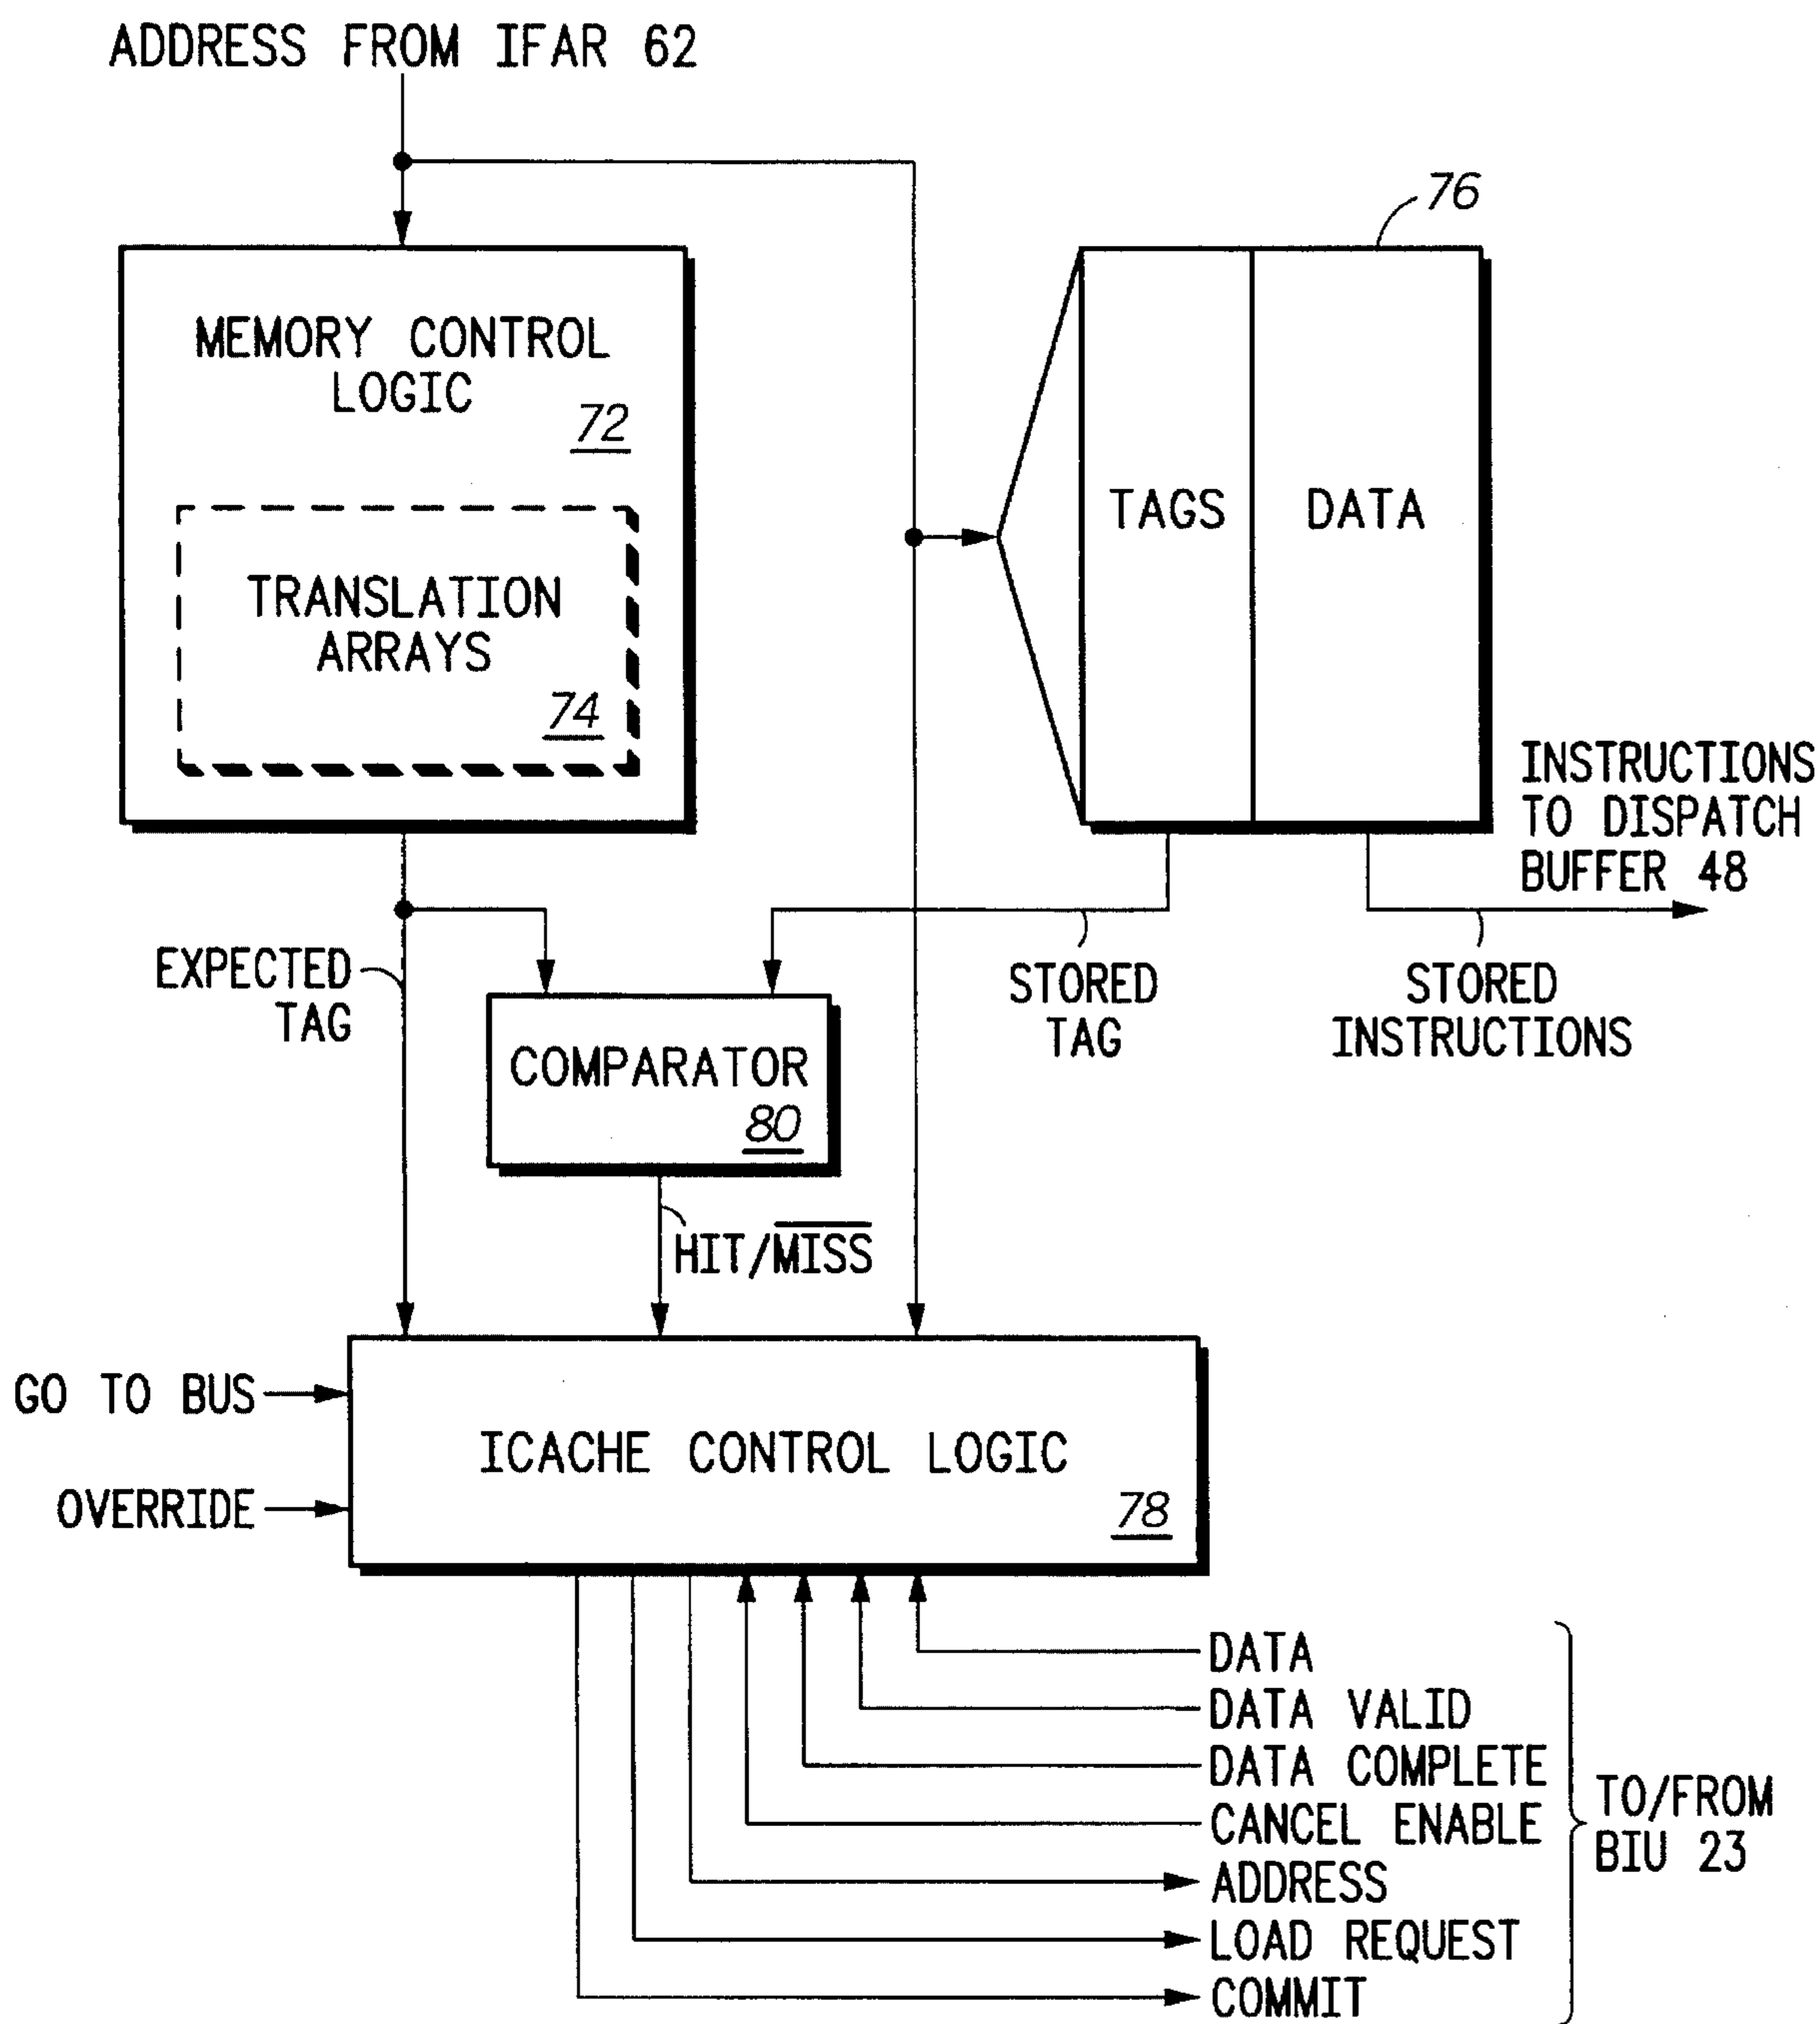 ADDRESS FROM IFAR 62
76
MEMORY CONTROL
LOGIC
72
TAGS
DATA
TRANSLATION
ARRAYS
74
INSTRUCTIONS
TO DISPATCH
BUFFER 48
EXPECTED
TAG
STORED
TAG
STORED
INSTRUCTIONS
COMPARATOR
80
HIT/MISS
GO TO BUS
ICACHE CONTROL LOGIC
OVERRIDE
78
DATA
DATA VALID
DATA COMPLETE
CANCEL ENABLE
ADDRESS
LOAD REQUEST
COMMIT
TO/FROM
BIU 23